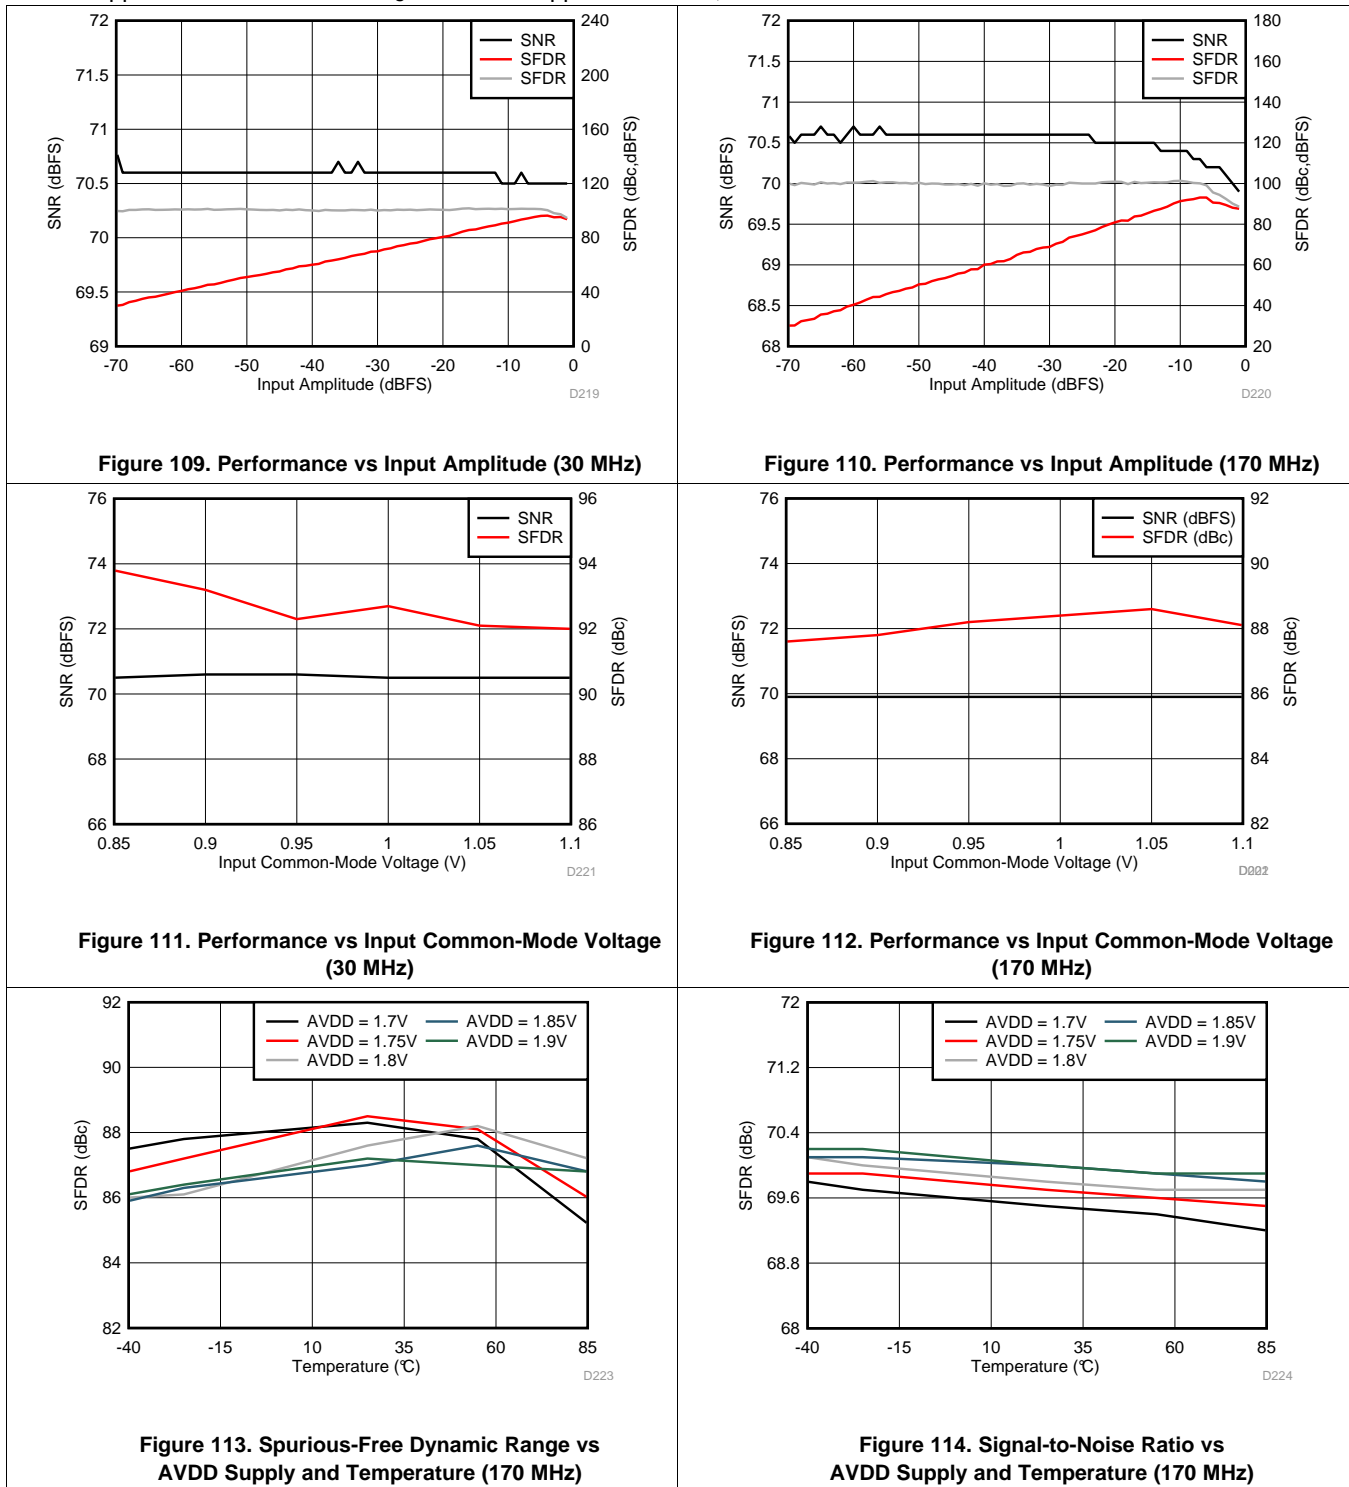 72
71.5
71
70.5
70
69.5
69
240
200
160
120
80
40
0
SNR
SFDR
SFDR
SNR (dBFS)
SFDR (dBc,dBFS)
-70 -60 -50 -40 -30 -20 -10 0
Input Amplitude (dBFS)
D219
Figure 109. Performance vs Input Amplitude (30 MHz)
72
71.5
71
70.5
70
69.5
69
68.5
68
180
160
140
120
100
80
60
40
20
SNR
SFDR
SFDR
SNR (dBFS)
SFDR (dBc,dBFS)
-70 -60 -50 -40 -30 -20 -10 0
Input Amplitude (dBFS)
D220
Figure 110. Performance vs Input Amplitude (170 MHz)
76
74
72
70
68
66
96
94
92
90
88
86
SNR
SFDR
SNR (dBFS)
SFDR (dBc)
0.85 0.9 0.95 1 1.05 1.1
Input Common-Mode Voltage (V)
D221
Figure 111. Performance vs Input Common-Mode Voltage
(30 MHz)
76
74
72
70
68
66
92
90
88
86
84
82
SNR (dBFS)
SFDR (dBc)
SNR (dBFS)
SFDR (dBc)
0.85 0.9 0.95 1 1.05 1.1
Input Common-Mode Voltage (V)
Figure 112. Performance vs Input Common-Mode Voltage
(170 MHz)
92
90
88
86
84
82
AVDD = 1.7V AVDD = 1.85V
AVDD = 1.75V AVDD = 1.9V
AVDD = 1.8V
SFDR (dBc)
-40 -15 10 35 60 85
Temperature (°C)
D223
Figure 113. Spurious-Free Dynamic Range vs
AVDD Supply and Temperature (170 MHz)
72
71.2
70.4
69.6
68.8
68
AVDD = 1.7V AVDD = 1.85V
AVDD = 1.75V AVDD = 1.9V
AVDD = 1.8V
SFDR (dBc)
-40 -15 10 35 60 85
Temperature (°C)
D224
Figure 114. Signal-to-Noise Ratio vs
AVDD Supply and Temperature (170 MHz)